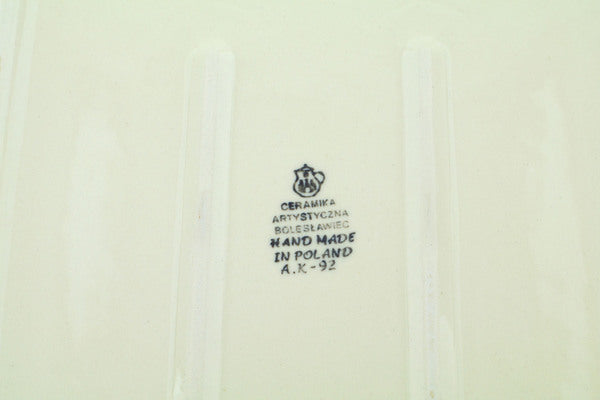 CERAMIKA
ARTYSTYCZNA
BOLESŁAWIEC
HAND MADE
IN POLAND
A.K-92